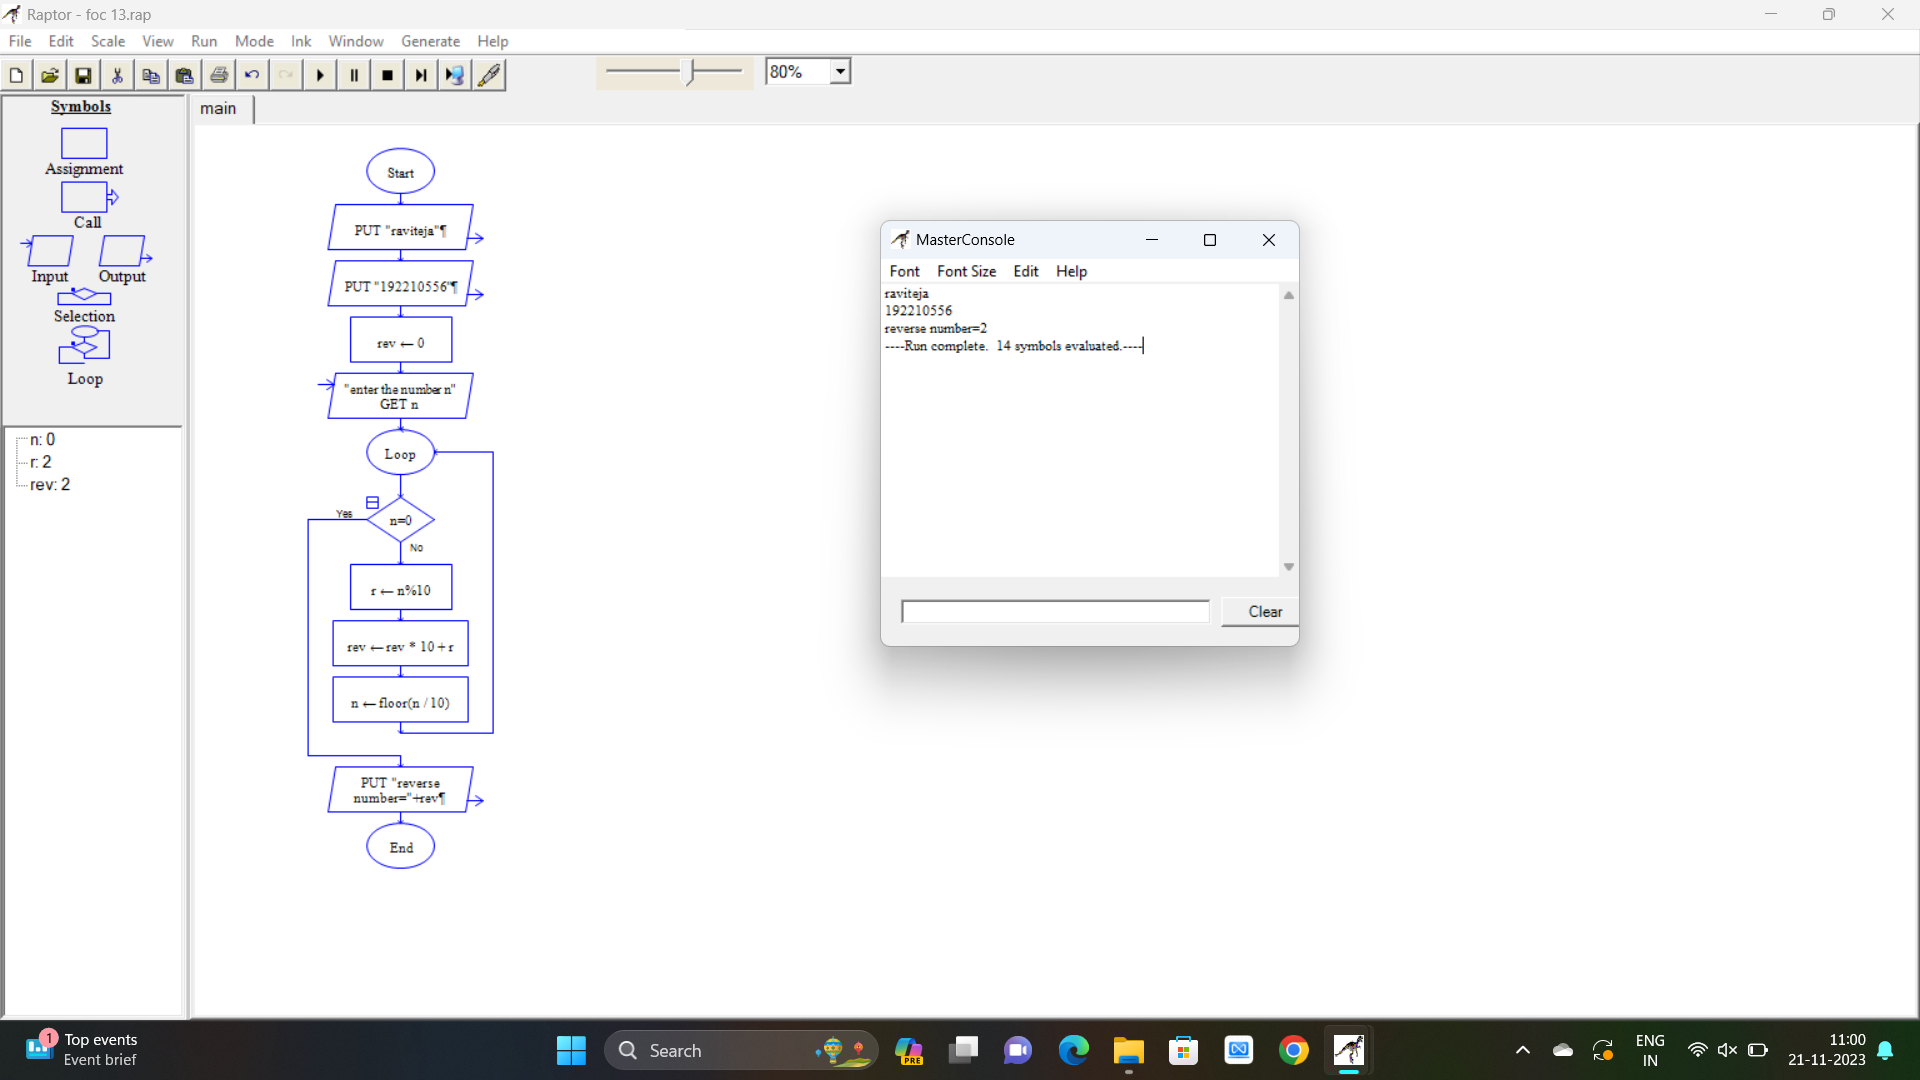 Raptor - foc 13.rap
File Edit Scale View Run Mode Ink Window Generate Help
80%
Symbols
Assignment
Call
Input Output
Selection
Loop
n: 0
r: 2
rev: 2
main
Start
PUT "raviteja"¶
PUT "192210556"¶
rev ← 0
"enter the number n"
GET n
Loop
Yes
n=0
No
r ← n%10
rev ← rev * 10 + r
n ← floor(n / 10)
PUT "reverse
number="+rev¶
End
MasterConsole
Font Font Size Edit Help
raviteja
192210556
reverse number=2
----Run complete. 14 symbols evaluated.----
Clear
1
Top events
Event brief
Search
PRE
ENG
IN
11:00
21-11-2023